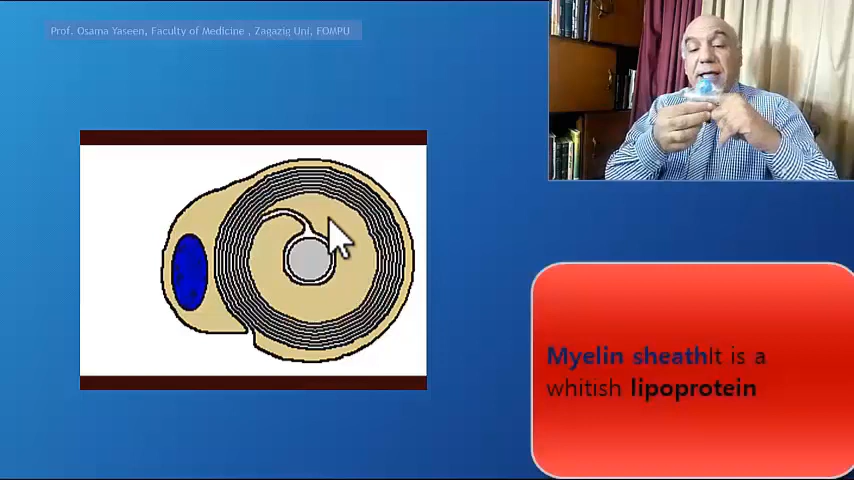 Prof. Osama Yaseen, Faculty of Medicine , Zagazig Uni, FOMPU
Myelin sheathIt is a
whitish lipoprotein